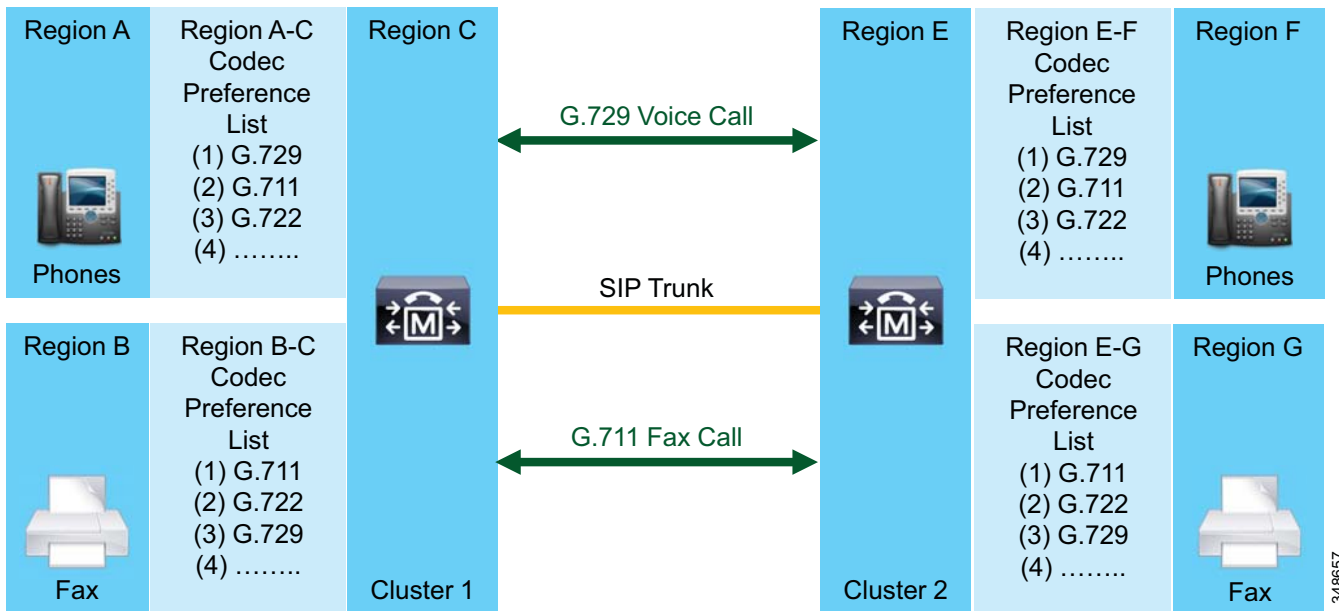 Region A
Region A-C
Codec
Preference
List
(1) G.729
(2) G.711
(3) G.722
(4) ……..
Phones
Region B
Region B-C
Codec
Preference
List
(1) G.711
(2) G.722
(3) G.729
(4) ……..
Fax
Region C
M
Cluster 1
G.729 Voice Call
SIP Trunk
G.711 Fax Call
Region E
M
Cluster 2
Region E-F
Codec
Preference
List
(1) G.729
(2) G.711
(3) G.722
(4) ……..
Region F
Phones
Region E-G
Codec
Preference
List
(1) G.711
(2) G.722
(3) G.729
(4) ……..
Region G
Fax
348657